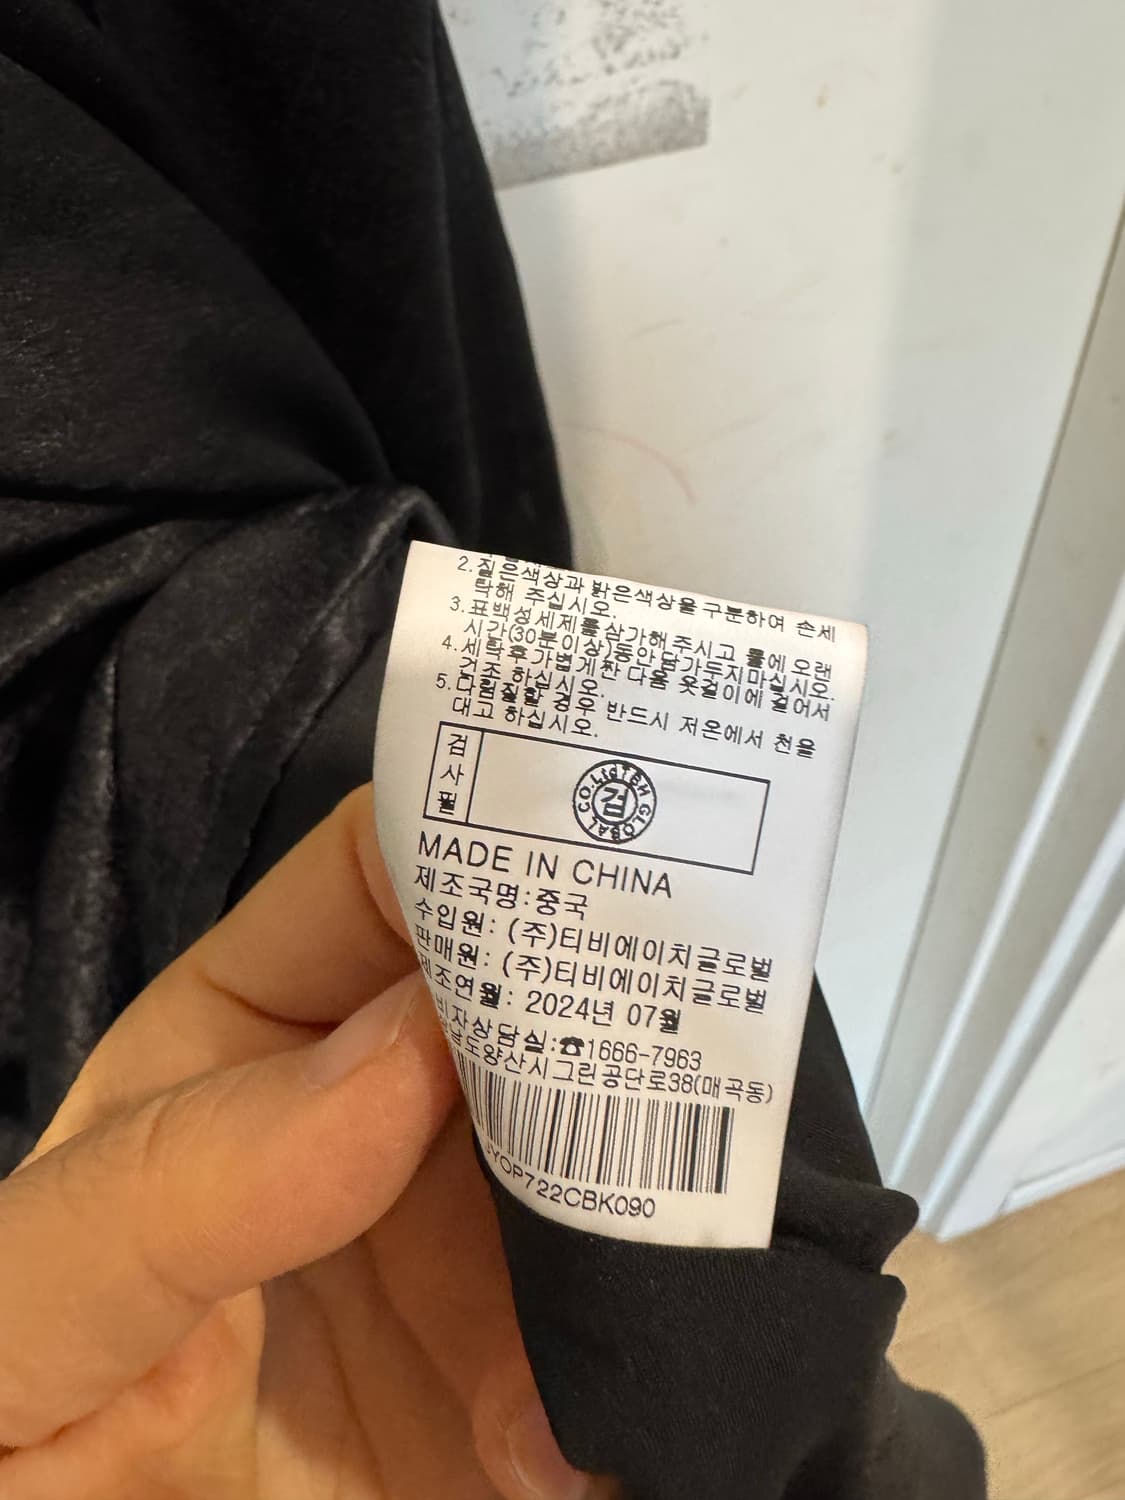 2.짙은색상과 밝은색상을구분하여 손세
탁해 주십시오.
3.표백성세제를삼가해주시고 물에오랜
시간(30분이상)동안담가두지마십시오.
4.세탁후가볍게짠다음 옷걸이에 걸어서
건조하십시오.
5.다림질할 경우 반드시 저온에서 천을
대고 하십시오.
검사필
CO.LtdTBH GLOBAL
검
MADE IN CHINA
제조국명:중국
수입원: (주)티비에이치글로벌
판매원: (주)티비에이치글로벌
제조연월: 2024년 07월
비자상담실:☎1666-7963
남도양산시그린공단로38(매곡동)
YOP722CBK090